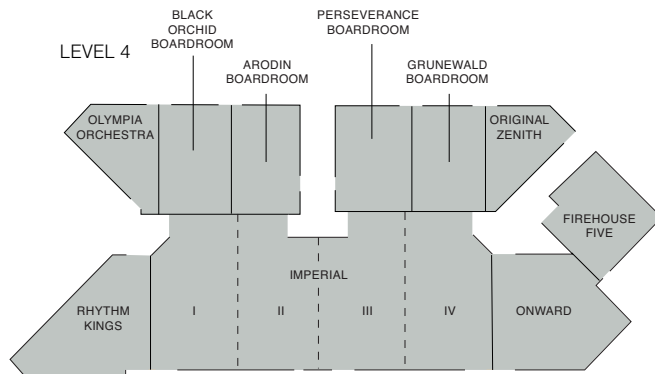 LEVEL 4
BLACK
ORCHID
BOARDROOM
ARODIN
BOARDROOM
PERSEVERANCE
BOARDROOM
GRUNEWALD
BOARDROOM
OLYMPIA
ORCHESTRA
ORIGINAL
ZENITH
FIREHOUSE
FIVE
IMPERIAL
RHYTHM
KINGS
I
II
III
IV
ONWARD